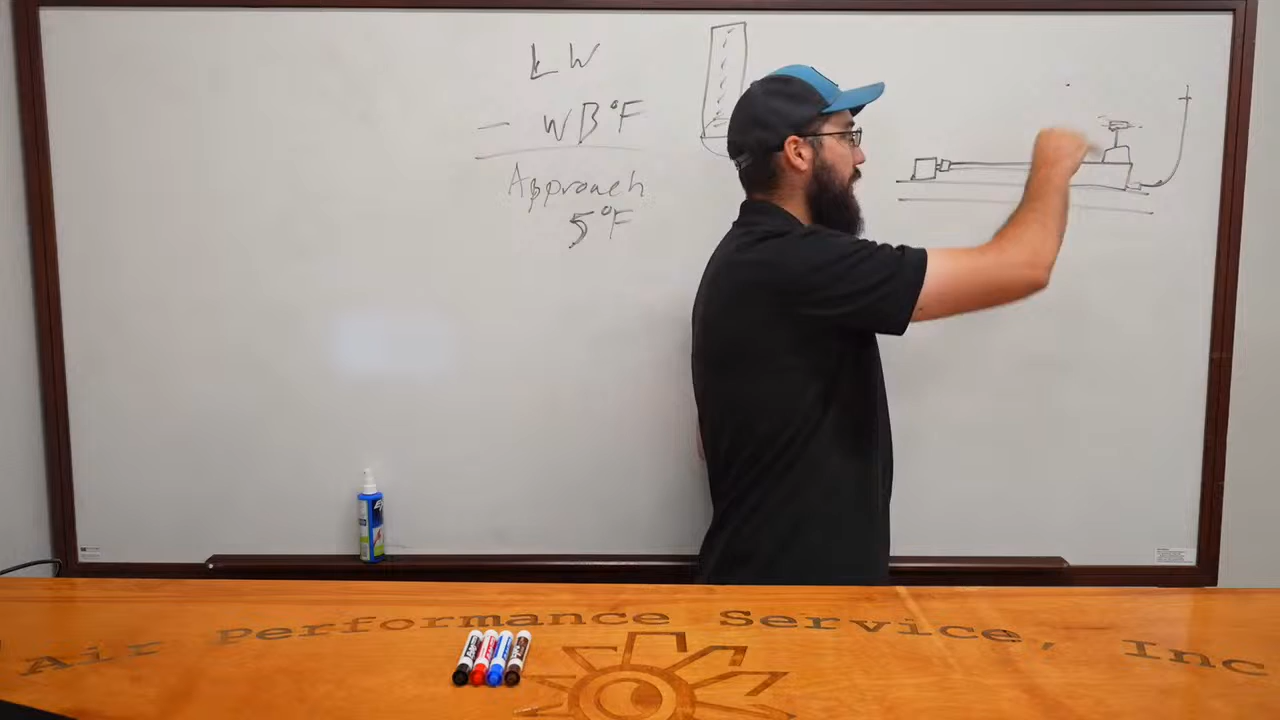 LW
- WB°F
Approach
5°F
Air Performance Service, Inc